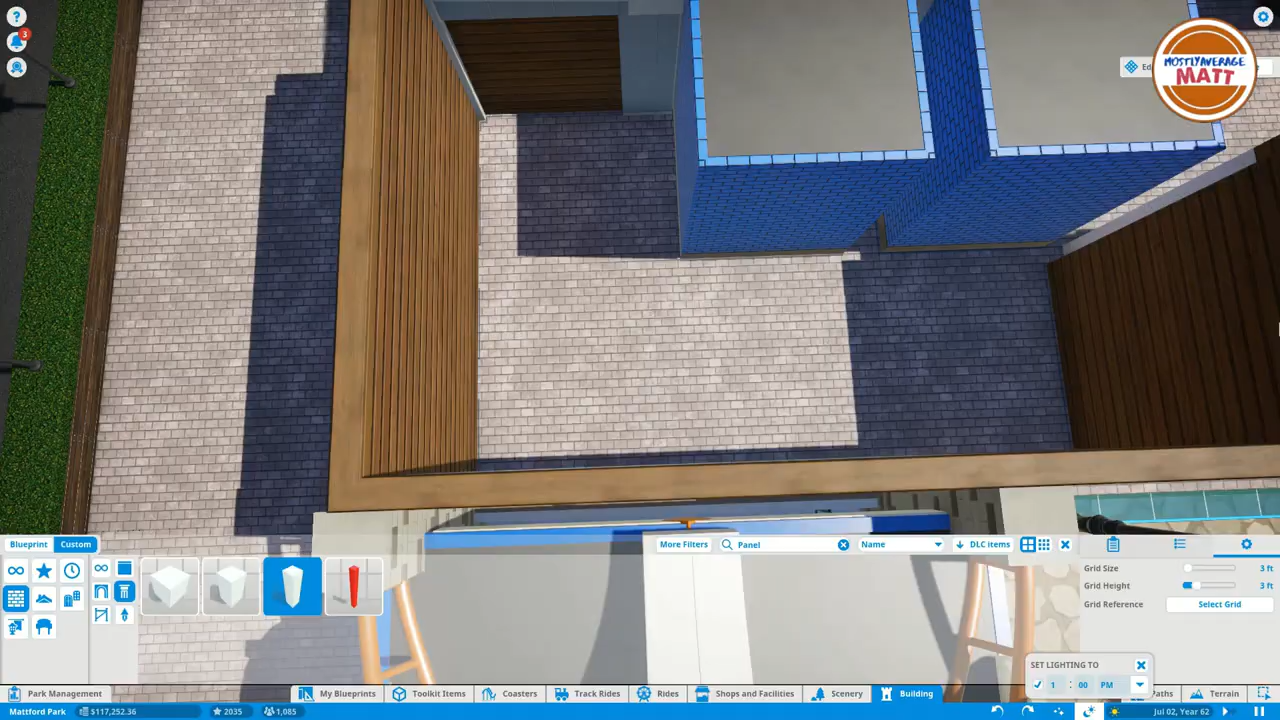 ?
3
Ed
MOSTLYAVERAGE
MATT
Blueprint
Custom
More Filters
Panel
Name
DLC items
Grid Size
3 ft
Grid Height
3 ft
Grid Reference
Select Grid
SET LIGHTING TO
1 : 00 PM
Park Management
My Blueprints
Toolkit Items
Coasters
Track Rides
Rides
Shops and Facilities
Scenery
Building
Paths
Terrain
Mattford Park
$117,252.36
2035
1,085
Jul 02, Year 62